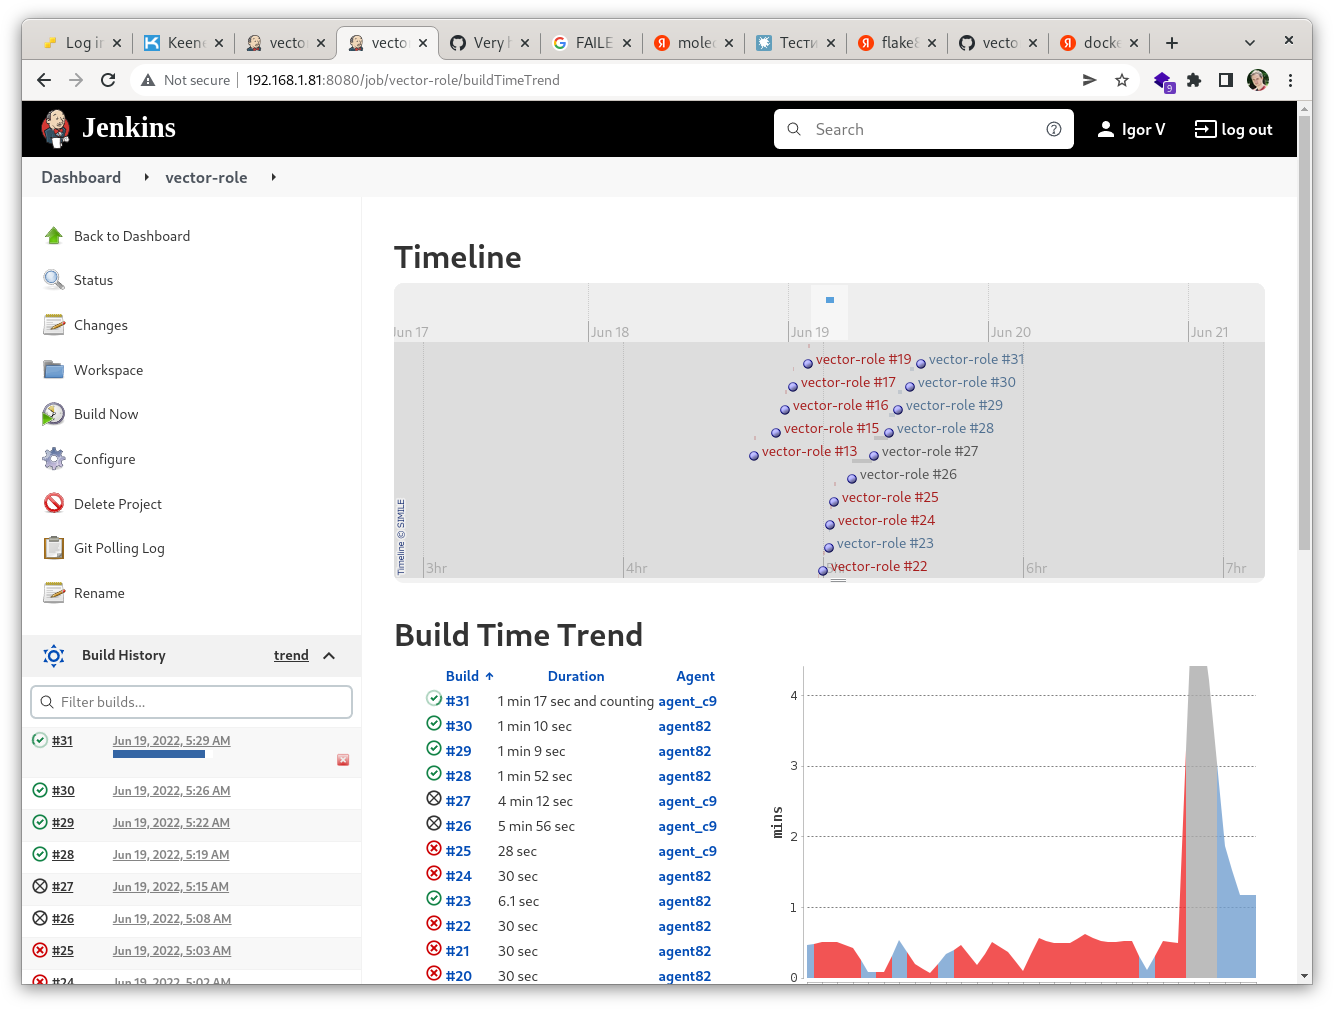 Log in
Keene
vector
vector
Very h
FAILE
molec
Тести
flake8
vecto
docke
Not secure
192.168.1.81:8080/job/vector-role/buildTimeTrend
9
Jenkins
Search
Igor V
log out
Dashboard
vector-role
Back to Dashboard
Status
Changes
Workspace
Build Now
Configure
Delete Project
Git Polling Log
Rename
Build History
trend
Filter builds...
#31 Jun 19, 2022, 5:29 AM
#30 Jun 19, 2022, 5:26 AM
#29 Jun 19, 2022, 5:22 AM
#28 Jun 19, 2022, 5:19 AM
#27 Jun 19, 2022, 5:15 AM
#26 Jun 19, 2022, 5:08 AM
#25 Jun 19, 2022, 5:03 AM
#24 Jun 19, 2022, 5:02 AM
Timeline
Jun 17 Jun 18 Jun 19 Jun 20 Jun 21
vector-role #19 vector-role #31
vector-role #17 vector-role #30
vector-role #16 vector-role #29
vector-role #15 vector-role #28
vector-role #13 vector-role #27
vector-role #26
vector-role #25
vector-role #24
vector-role #23
vector-role #22
3hr 4hr 5hr 6hr 7hr
Timeline © SIMILE
Build Time Trend
Build ↑ Duration Agent
#31 1 min 17 sec and counting agent_c9
#30 1 min 10 sec agent82
#29 1 min 9 sec agent82
#28 1 min 52 sec agent82
#27 4 min 12 sec agent_c9
#26 5 min 56 sec agent_c9
#25 28 sec agent_c9
#24 30 sec agent82
#23 6.1 sec agent82
#22 30 sec agent82
#21 30 sec agent82
#20 30 sec agent82
mins
4
3
2
1
0